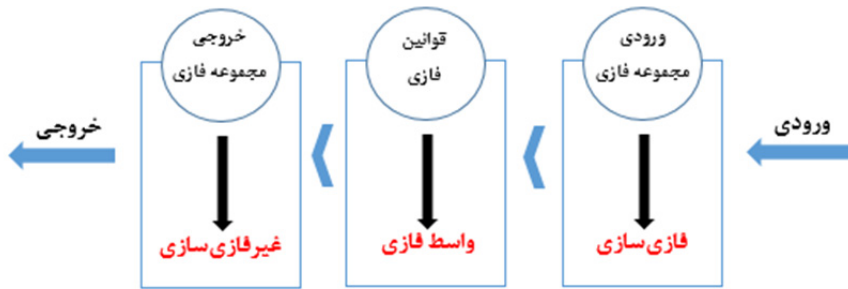 ورودی
ورودی
مجموعه فازی
فازی‌سازی
قوانین
فازی
واسط فازی
خروجی
مجموعه فازی
غیرفازی‌سازی
خروجی